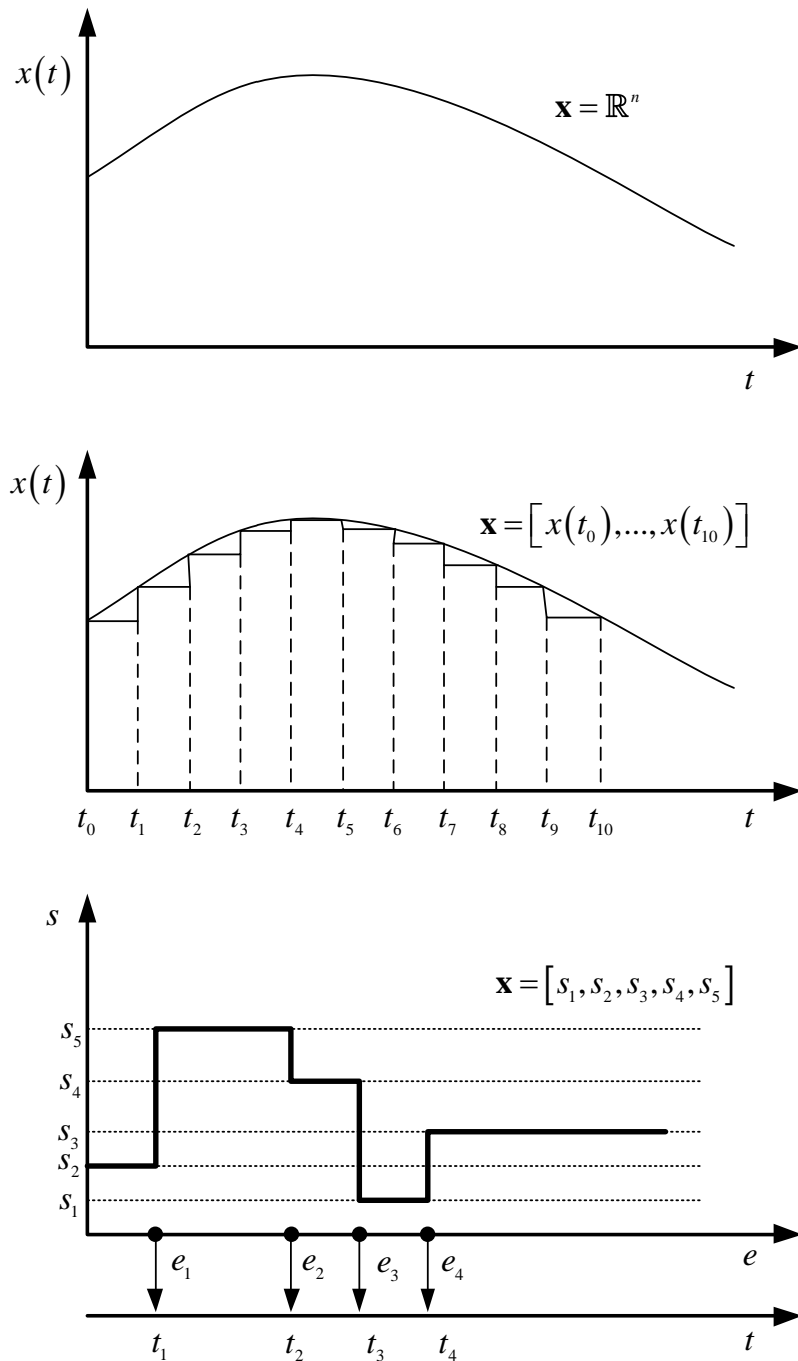 x(t)
𝐱 = ℝⁿ
t
x(t)
𝐱 = [x(t₀),...,x(t₁₀)]
t₀ t₁ t₂ t₃ t₄ t₅ t₆ t₇ t₈ t₉ t₁₀ t
s
𝐱 = [s₁, s₂, s₃, s₄, s₅]
s₅
s₄
s₃
s₂
s₁
e₁ e₂ e₃ e₄ e
t₁ t₂ t₃ t₄ t